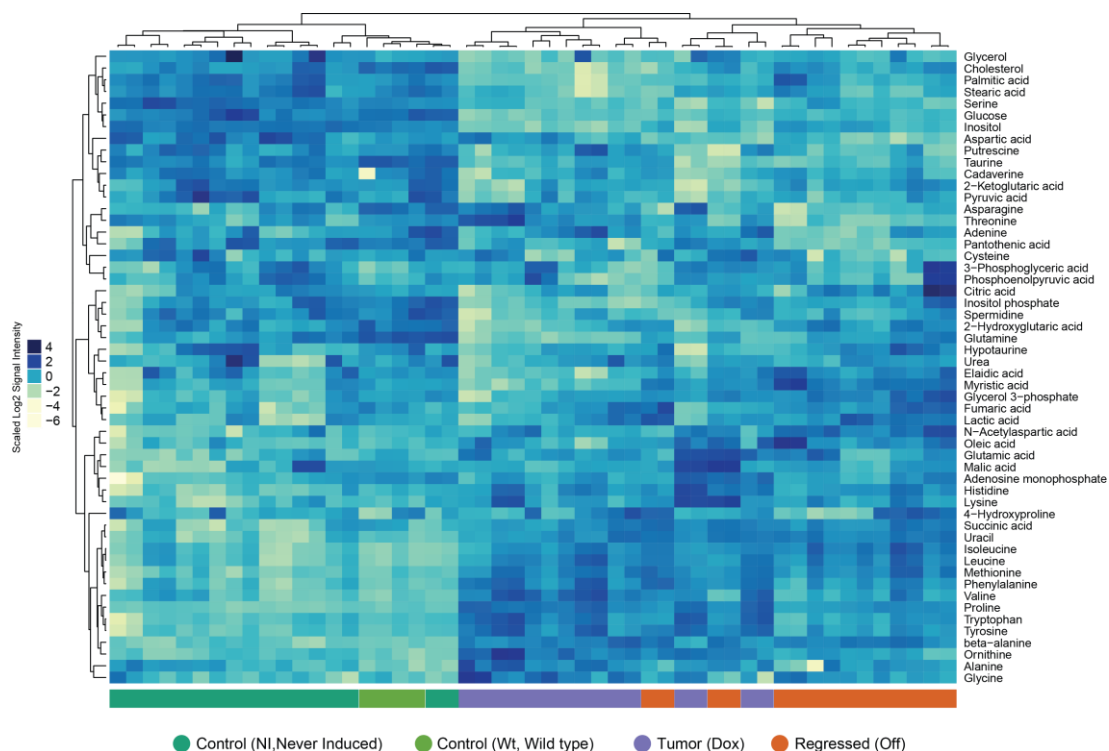 Glycerol
Cholesterol
Palmitic acid
Stearic acid
Serine
Glucose
Inositol
Aspartic acid
Putrescine
Taurine
Cadaverine
2−Ketoglutaric acid
Pyruvic acid
Asparagine
Threonine
Adenine
Pantothenic acid
Cysteine
3−Phosphoglyceric acid
Phosphoenolpyruvic acid
Citric acid
Inositol phosphate
Spermidine
2−Hydroxyglutaric acid
Glutamine
Hypotaurine
Urea
Elaidic acid
Myristic acid
Glycerol 3−phosphate
Fumaric acid
Lactic acid
N−Acetylaspartic acid
Oleic acid
Glutamic acid
Malic acid
Adenosine monophosphate
Histidine
Lysine
4−Hydroxyproline
Succinic acid
Uracil
Isoleucine
Leucine
Methionine
Phenylalanine
Valine
Proline
Tryptophan
Tyrosine
beta−alanine
Ornithine
Alanine
Glycine
Scaled Log2 Signal Intensity
4
2
0
−2
−4
−6
Control (NI,Never Induced)
Control (Wt, Wild type)
Tumor (Dox)
Regressed (Off)